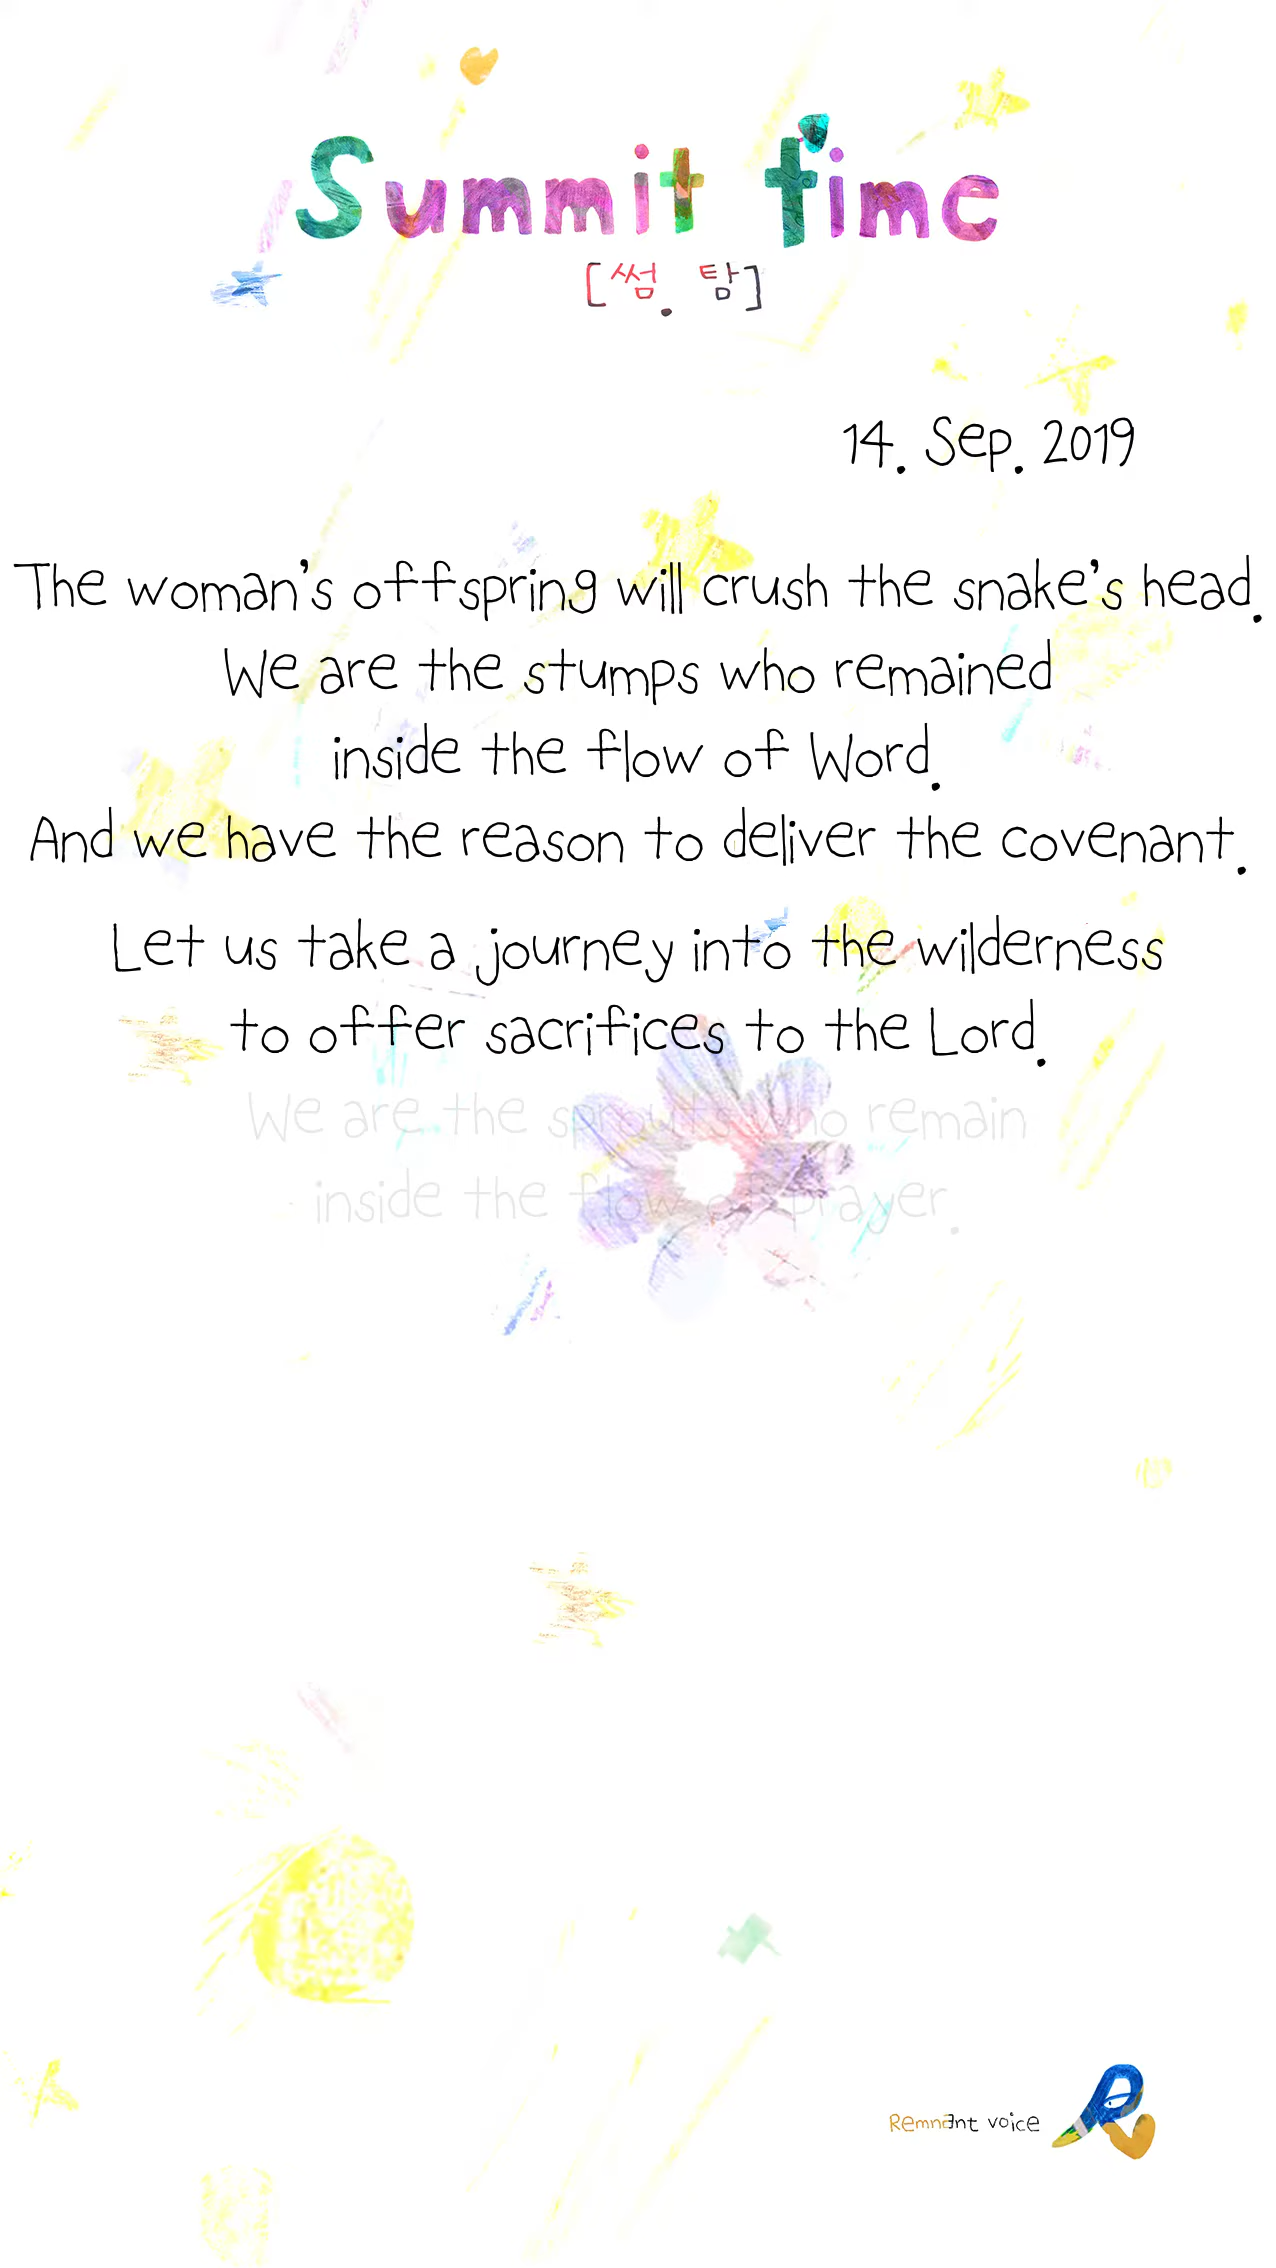 Summit time
[썸. 탐]
14. Sep. 2019
The woman's offspring will crush the snake's head.
We are the stumps who remained
inside the flow of Word.
And we have the reason to deliver the covenant.
Let us take a journey into the wilderness
to offer sacrifices to the Lord.
We are the sprouts who remain
inside the flow of prayer.
Remnant voice